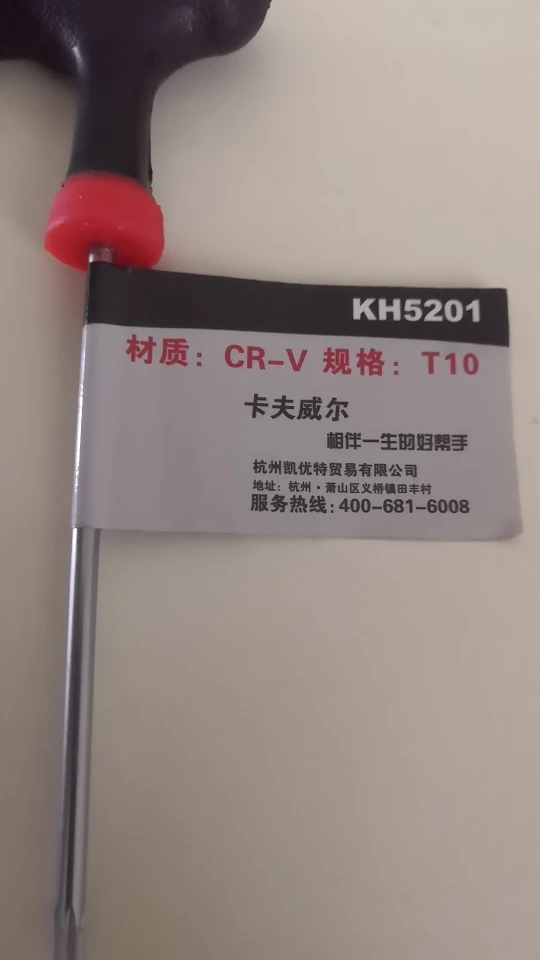 KH5201
材质：CR-V 规格：T10
卡夫威尔
相伴一生的好帮手
杭州凯优特贸易有限公司
地址：杭州·萧山区义桥镇田丰村
服务热线：400-681-6008